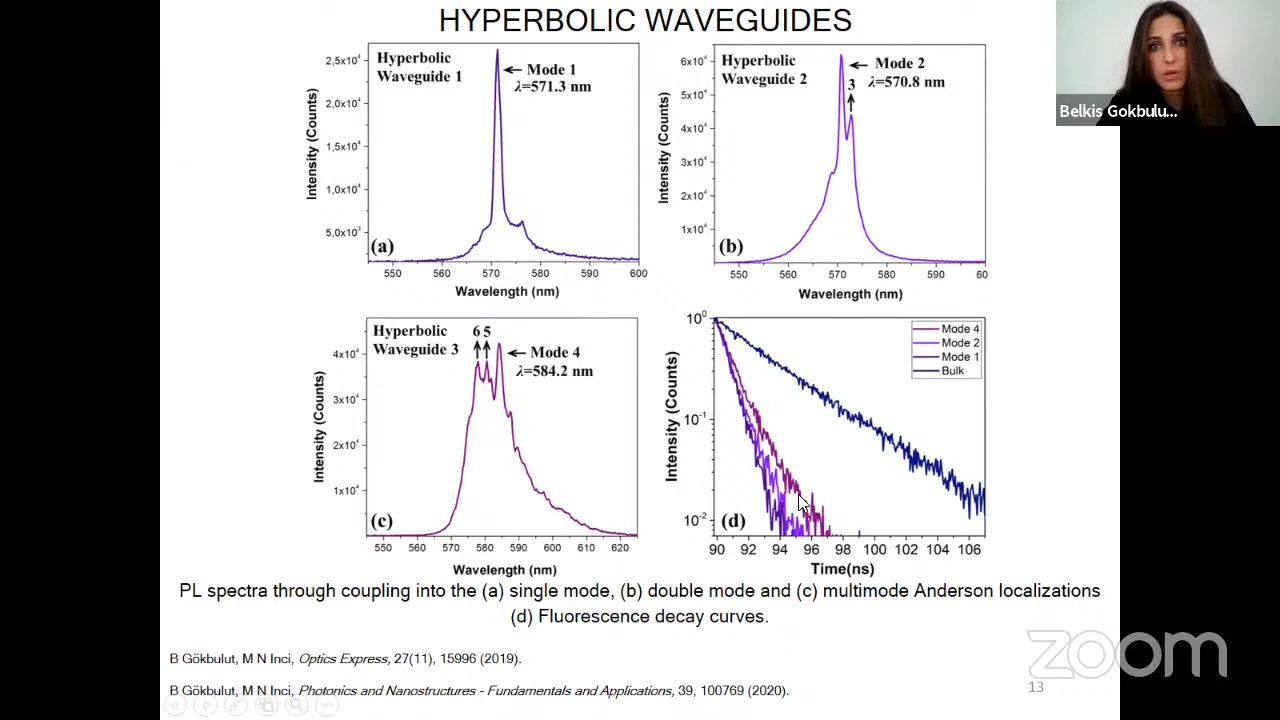 HYPERBOLIC WAVEGUIDES
Hyperbolic
Waveguide 1
Mode 1
λ=571.3 nm
2,5x10⁴
2,0x10⁴
1,5x10⁴
1,0x10⁴
5,0x10³
Intensity (Counts)
(a)
550 560 570 580 590 600
Wavelength (nm)
Hyperbolic
Waveguide 2
Mode 2
λ=570.8 nm
3
6x10⁴
5x10⁴
4x10⁴
3x10⁴
2x10⁴
1x10⁴
Intensity (Counts)
(b)
550 560 570 580 590 60
Wavelength (nm)
Hyperbolic
Waveguide 3
6 5
Mode 4
λ=584.2 nm
4x10⁴
3x10⁴
2x10⁴
1x10⁴
Intensity (Counts)
(c)
550 560 570 580 590 600 610 620
Wavelength (nm)
Mode 4
Mode 2
Mode 1
Bulk
10⁰
10⁻¹
10⁻²
Intensity (Counts)
(d)
90 92 94 96 98 100 102 104 106
Time(ns)
PL spectra through coupling into the (a) single mode, (b) double mode and (c) multimode Anderson localizations
(d) Fluorescence decay curves.
B Gökbulut, M N Inci, Optics Express, 27(11), 15996 (2019).
B Gökbulut, M N Inci, Photonics and Nanostructures - Fundamentals and Applications, 39, 100769 (2020).
13
Belkis Gokbulu...
zoom